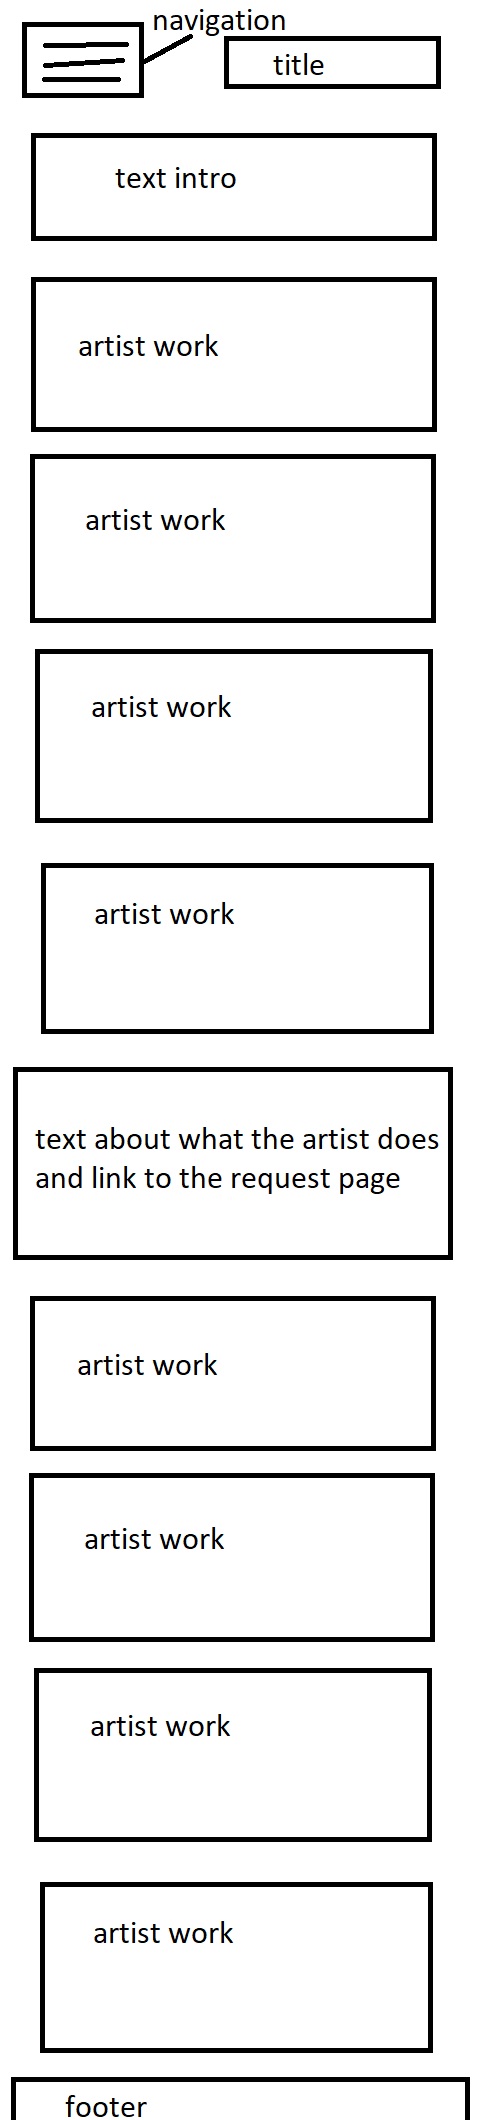 navigation
title
text intro
artist work
artist work
artist work
artist work
text about what the artist does
and link to the request page
artist work
artist work
artist work
artist work
footer